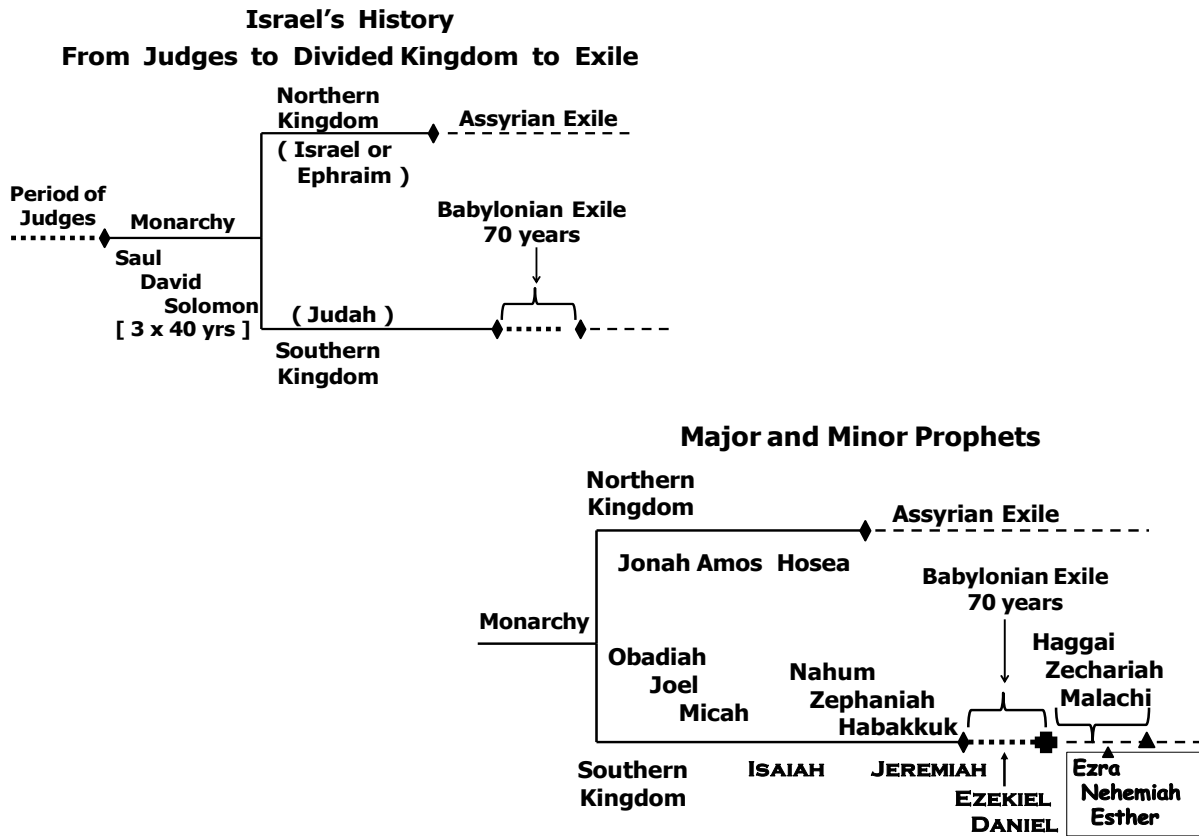 Israel's History
From Judges to Divided Kingdom to Exile
Northern
Kingdom
Assyrian Exile
( Israel or
Ephraim )
Period of
Judges
Monarchy
Babylonian Exile
70 years
Saul
David
Solomon
[ 3 x 40 yrs ]
( Judah )
Southern
Kingdom
Major and Minor Prophets
Northern
Kingdom
Assyrian Exile
Jonah Amos Hosea
Babylonian Exile
70 years
Monarchy
Obadiah
Joel
Micah
Nahum
Zephaniah
Habakkuk
Haggai
Zechariah
Malachi
Southern
Kingdom
ISAIAH
JEREMIAH
EZEKIEL
DANIEL
Ezra
Nehemiah
Esther